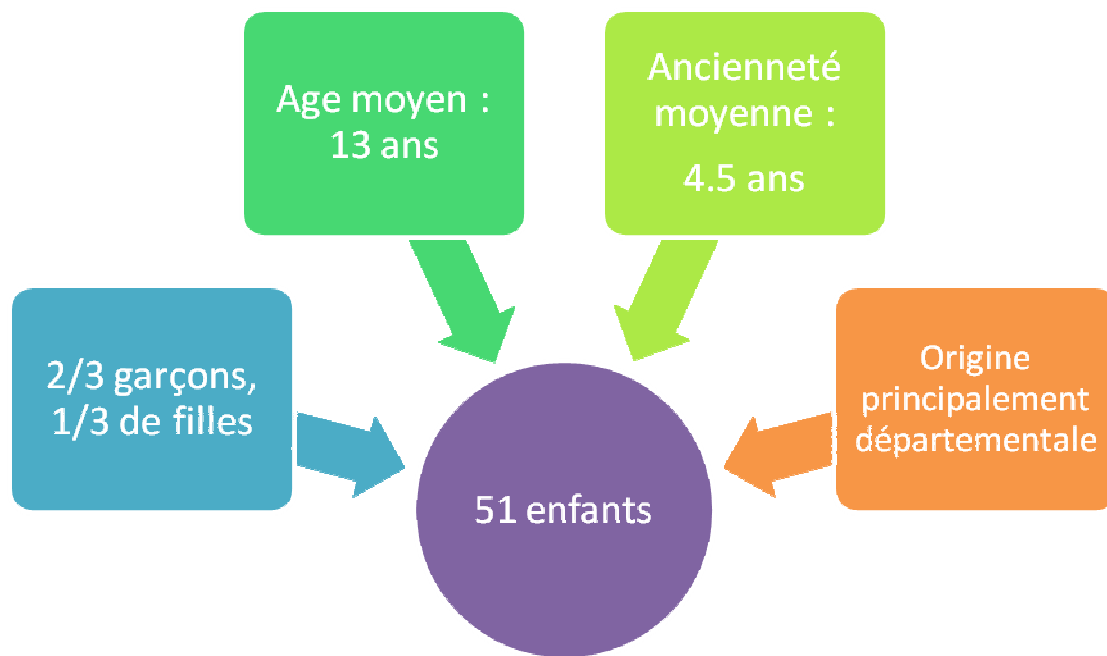 Age moyen :
13 ans
Ancienneté
moyenne :
4.5 ans
2/3 garçons,
1/3 de filles
Origine
principalement
départementale
51 enfants